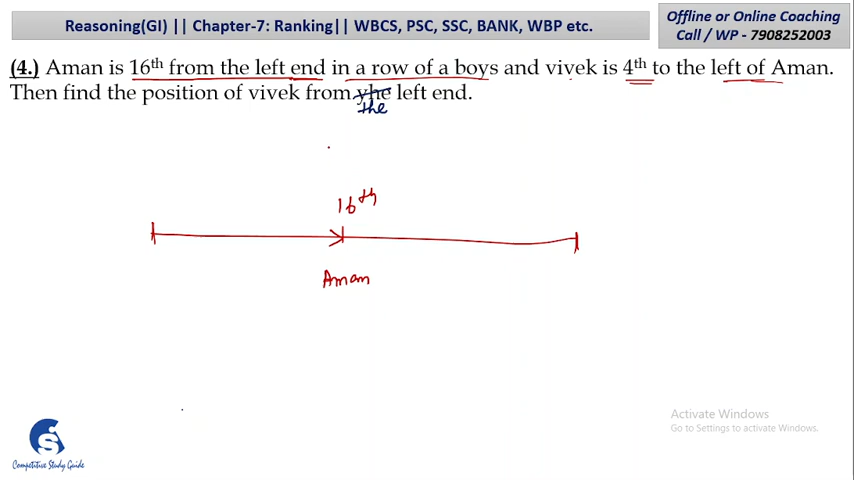 Reasoning(GI) || Chapter-7: Ranking|| WBCS, PSC, SSC, BANK, WBP etc.
Offline or Online Coaching
Call / WP - 7908252003
(4.) Aman is 16th from the left end in a row of a boys and vivek is 4th to the left of Aman.
Then find the position of vivek from yhe left end.
the
16th
Aman
Activate Windows
Go to Settings to activate Windows.
CS
Competitive Study Guide